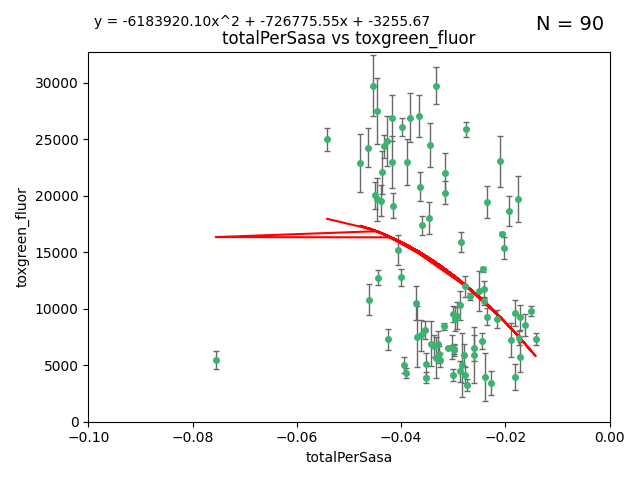 y = -6183920.10x^2 + -726775.55x + -3255.67
N = 90
totalPerSasa vs toxgreen_fluor
30000
25000
20000
15000
10000
5000
0
toxgreen_fluor
−0.10 −0.08 −0.06 −0.04 −0.02 0.00
totalPerSasa